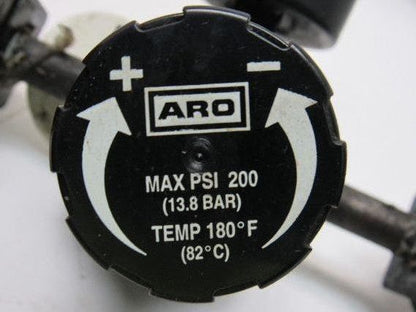 + −
ARO
MAX PSI 200
(13.8 BAR)
TEMP 180°F
(82°C)